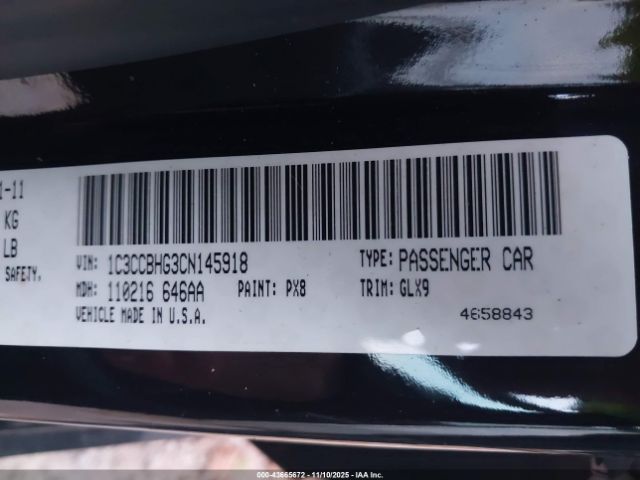 1-11
KG
LB
SAFETY.
VIN: 1C3CCBHG3CN145918 TYPE: PASSENGER CAR
MDH: 110216 646AA PAINT: PX8 TRIM: GLX9
VEHICLE MADE IN U.S.A. 4658843
000-43665672 — 11/10/2025 — IAA Inc.